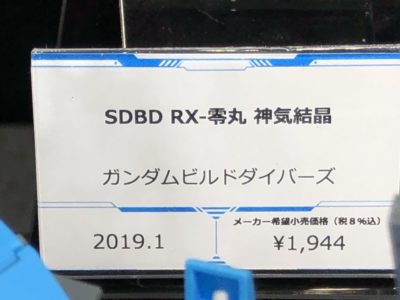 SDBD RX-零丸 神気結晶
ガンダムビルドダイバーズ
メーカー希望小売価格（税８％込）
2019.1
¥1,944